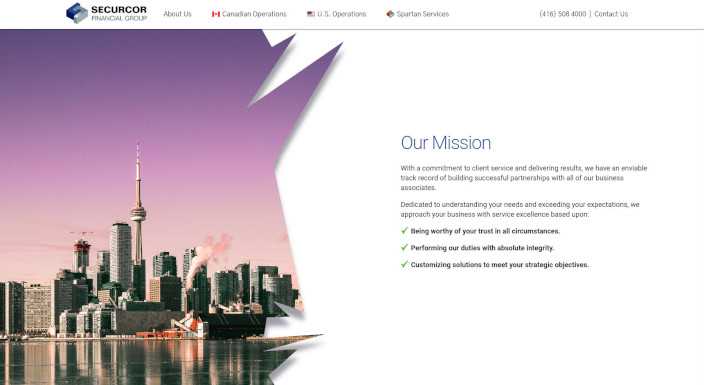 SECURCOR
FINANCIAL GROUP
About Us
Canadian Operations
U.S. Operations
Spartan Services
(416) 508 4000 | Contact Us
Our Mission
With a commitment to client service and delivering results, we have an enviable
track record of building successful partnerships with all of our business
associates.
Dedicated to understanding your needs and exceeding your expectations, we
approach your business with service excellence based upon:
Being worthy of your trust in all circumstances.
Performing our duties with absolute integrity.
Customizing solutions to meet your strategic objectives.